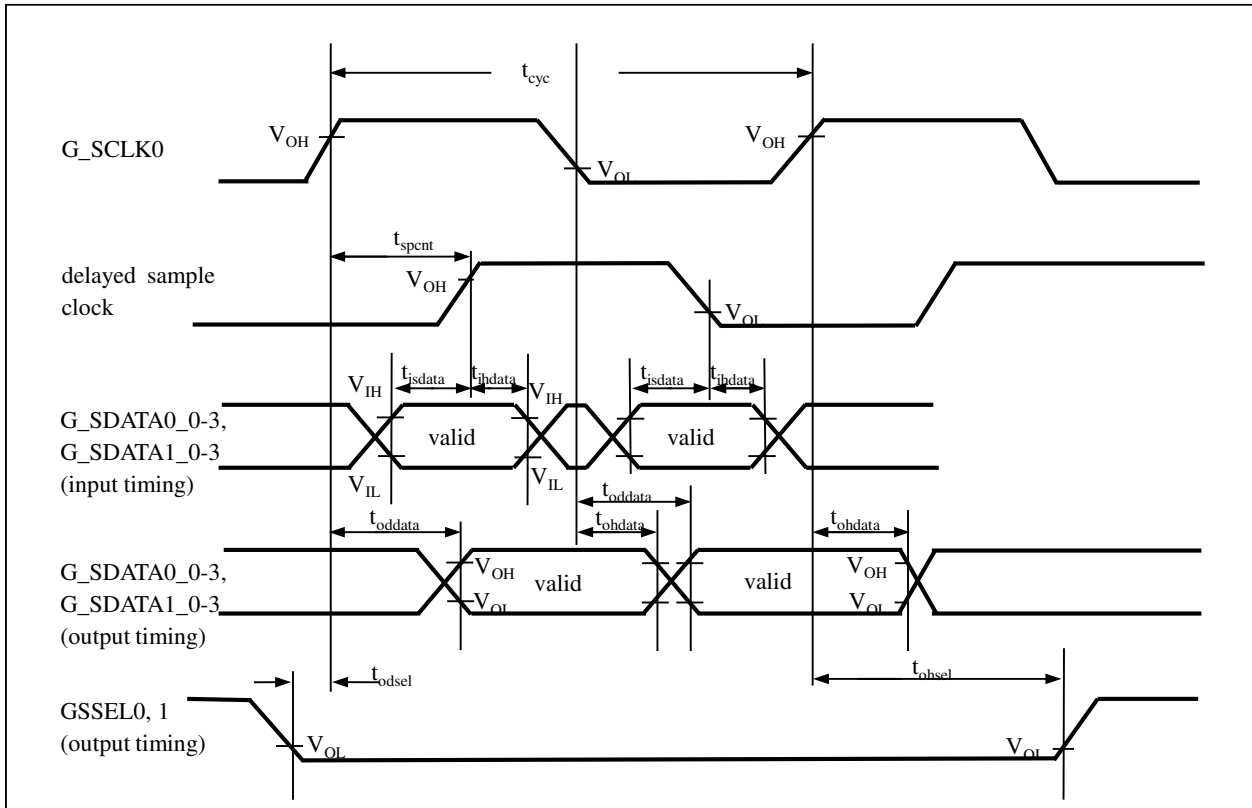 t_cyc
G_SCLK0
V_OH
V_OL
V_OH
t_spcnt
delayed sample
clock
V_OH
V_OL
t_isdata
t_ihdata
t_isdata
t_ihdata
V_IH
V_IH
G_SDATA0_0-3,
G_SDATA1_0-3
(input timing)
valid
valid
V_IL
V_IL
t_oddata
t_oddata
t_ohdata
t_ohdata
G_SDATA0_0-3,
G_SDATA1_0-3
(output timing)
V_OH
valid
valid
V_OH
V_OL
V_OL
t_odsel
t_ohsel
GSSEL0, 1
(output timing)
V_OL
V_OL